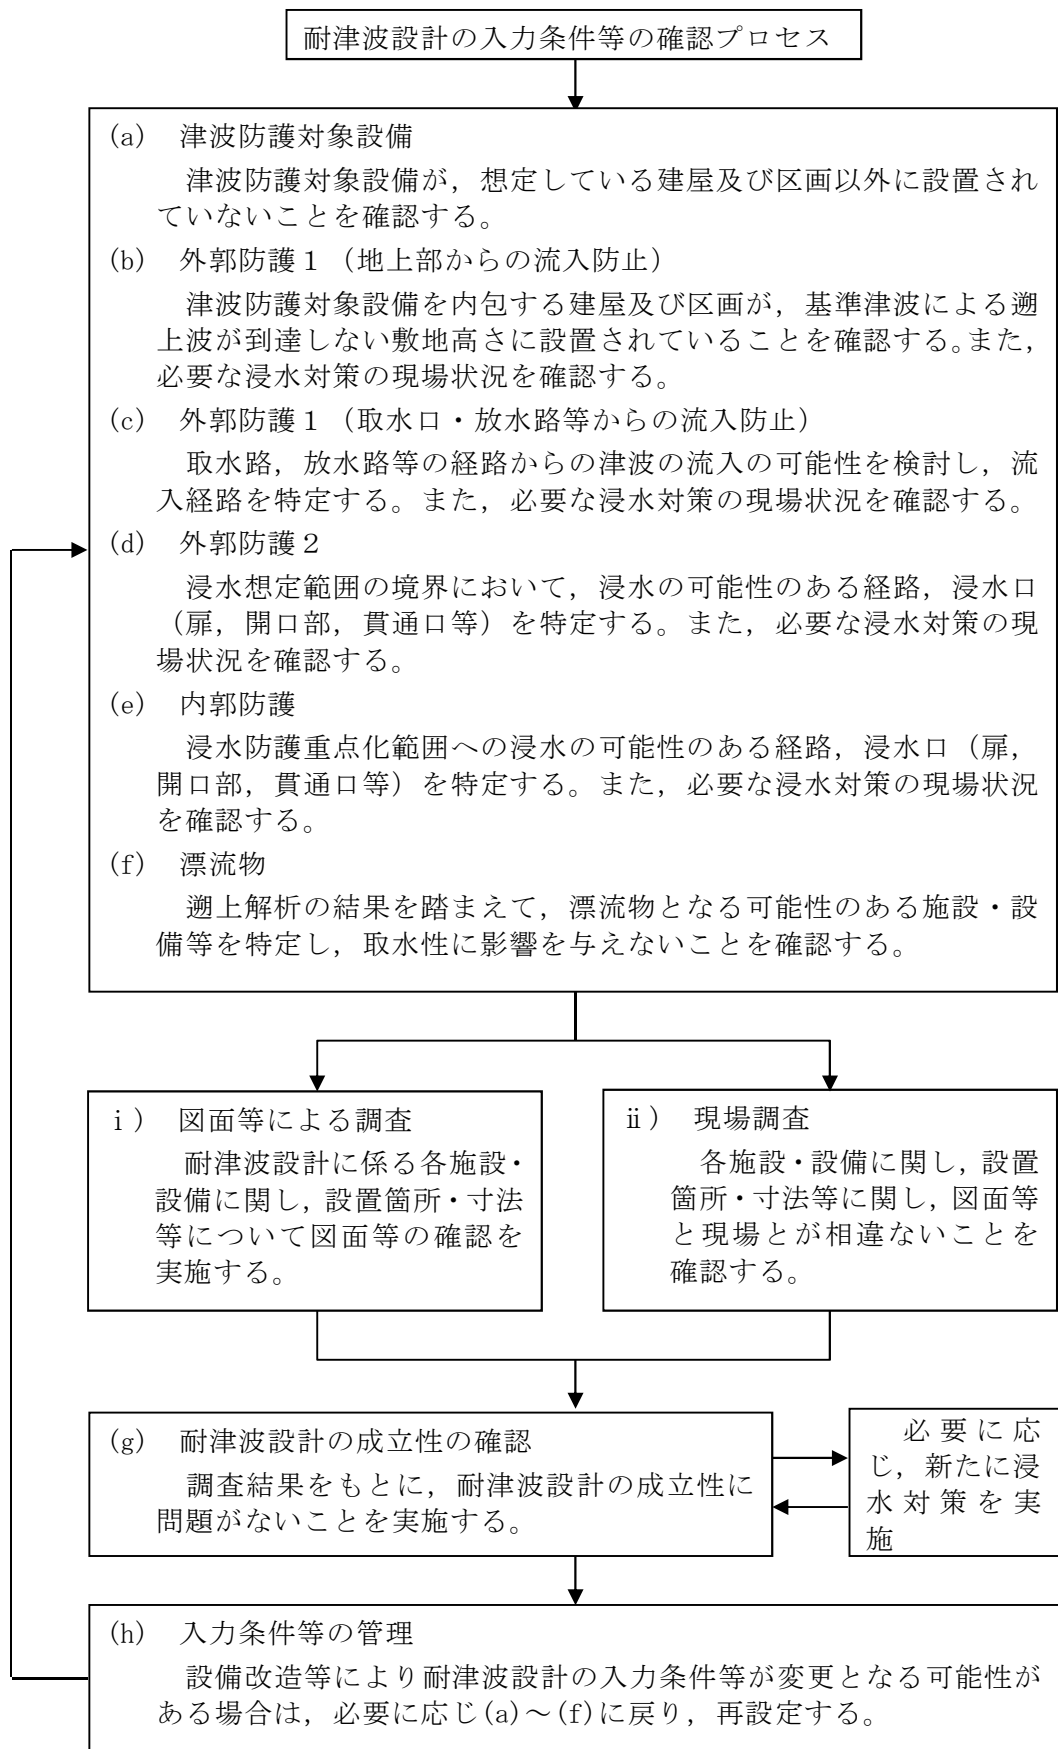 耐津波設計の入力条件等の確認プロセス
(a) 津波防護対象設備
津波防護対象設備が，想定している建屋及び区画以外に設置され
ていないことを確認する。
(b) 外郭防護１（地上部からの流入防止）
津波防護対象設備を内包する建屋及び区画が，基準津波による遡
上波が到達しない敷地高さに設置されていることを確認する。また，
必要な浸水対策の現場状況を確認する。
(c) 外郭防護１（取水口・放水路等からの流入防止）
取水路，放水路等の経路からの津波の流入の可能性を検討し，流
入経路を特定する。また，必要な浸水対策の現場状況を確認する。
(d) 外郭防護２
浸水想定範囲の境界において，浸水の可能性のある経路，浸水口
（扉，開口部，貫通口等）を特定する。また，必要な浸水対策の現
場状況を確認する。
(e) 内郭防護
浸水防護重点化範囲への浸水の可能性のある経路，浸水口（扉，
開口部，貫通口等）を特定する。また，必要な浸水対策の現場状況
を確認する。
(f) 漂流物
遡上解析の結果を踏まえて，漂流物となる可能性のある施設・設
備等を特定し，取水性に影響を与えないことを確認する。
ⅰ） 図面等による調査
耐津波設計に係る各施設・
設備に関し，設置箇所・寸法
等について図面等の確認を
実施する。
ⅱ） 現場調査
各施設・設備に関し，設置
箇所・寸法等に関し，図面等
と現場とが相違ないことを
確認する。
(g) 耐津波設計の成立性の確認
調査結果をもとに，耐津波設計の成立性に
問題がないことを実施する。
必要に応
じ，新たに浸
水対策を実
施
(h) 入力条件等の管理
設備改造等により耐津波設計の入力条件等が変更となる可能性が
ある場合は，必要に応じ(a)～(f)に戻り，再設定する。